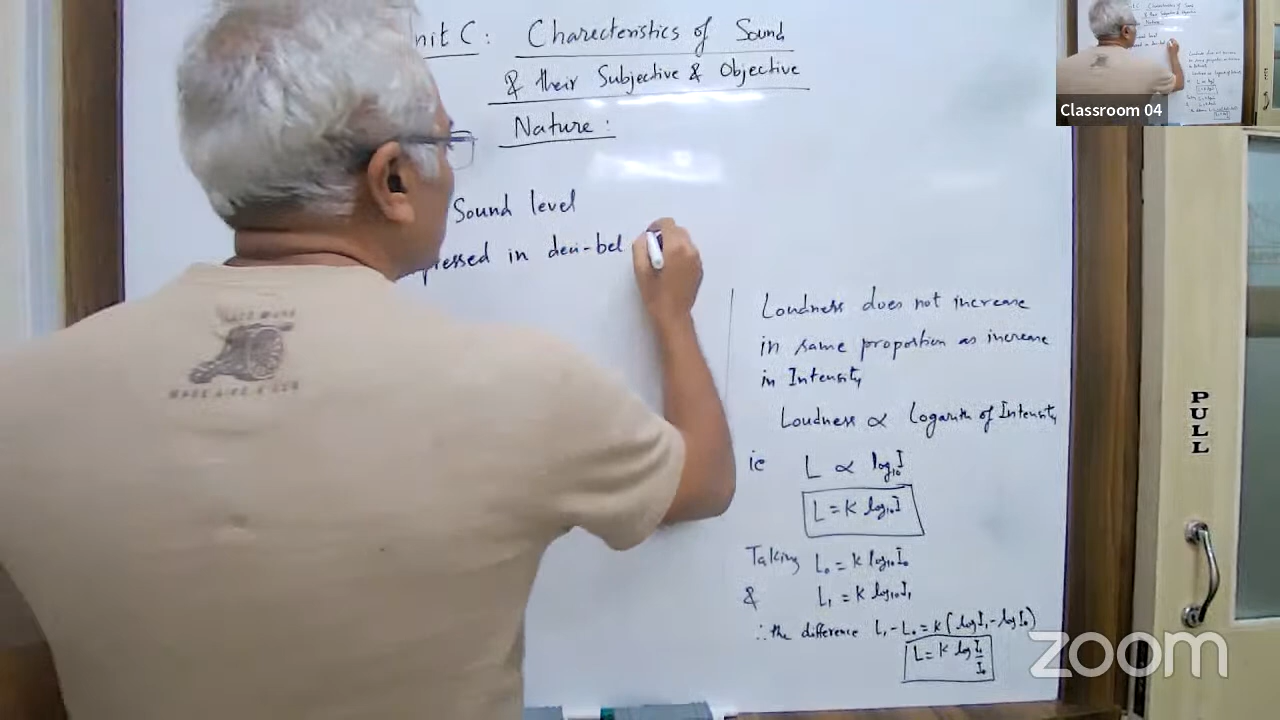 nit C: Charecteristics of Sound
& their Subjective & Objective
Nature:
Sound level
pressed in deci-bel
Loudness does not increase
in same proportion as increase
in Intensity
Loudness ∝ Logarith of Intensity
ie L ∝ log₁₀I
L = K log₁₀I
Taking L₀ = K log₁₀I₀
& L₁ = K log₁₀I₁
∴ the difference L₁-L₀ = K (log I₁ - log I₀)
L = K log I₁/I₀
Classroom 04
PULL
zoom